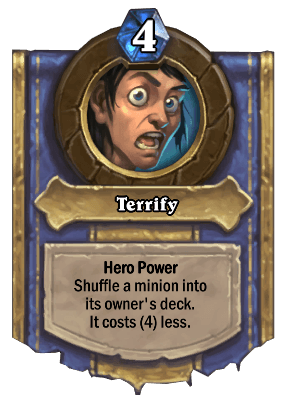 4
Terrify
Hero Power
Shuffle a minion into
its owner's deck.
It costs (4) less.